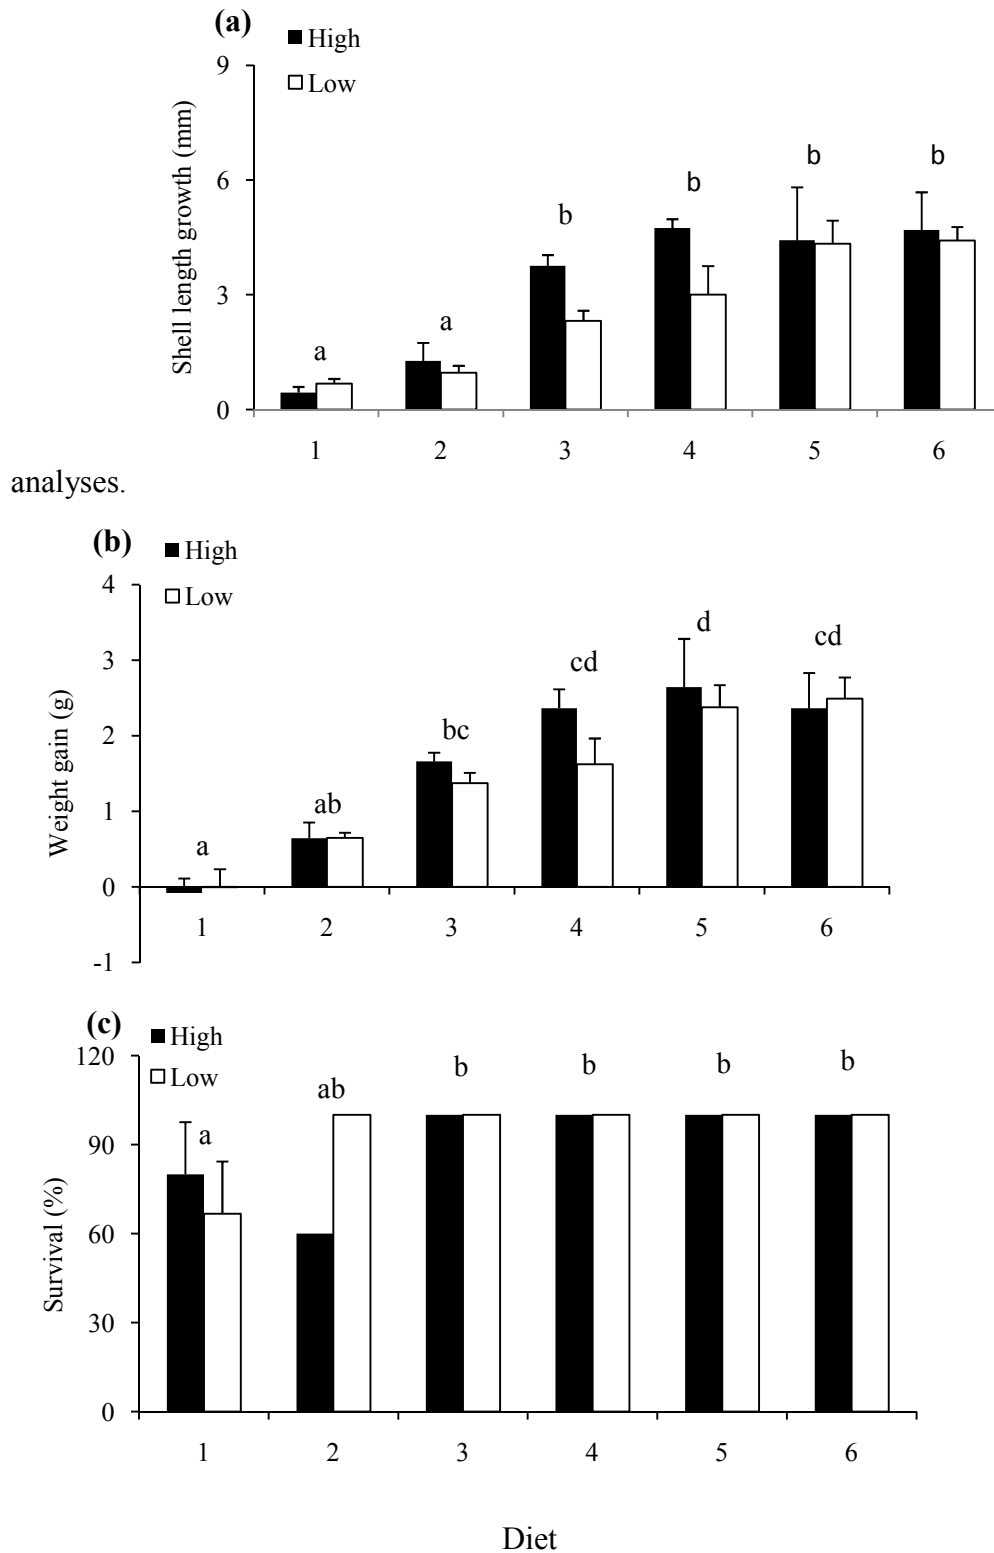 (a)
High
Low
9
6
3
0
Shell length growth (mm)
a
a
b
b
b
b
1 2 3 4 5 6
analyses.
(b)
High
Low
4
3
2
1
0
-1
Weight gain (g)
a
ab
bc
cd
d
cd
1 2 3 4 5 6
(c)
High
Low
120
90
60
30
0
Survival (%)
a
ab
b
b
b
b
1 2 3 4 5 6
Diet